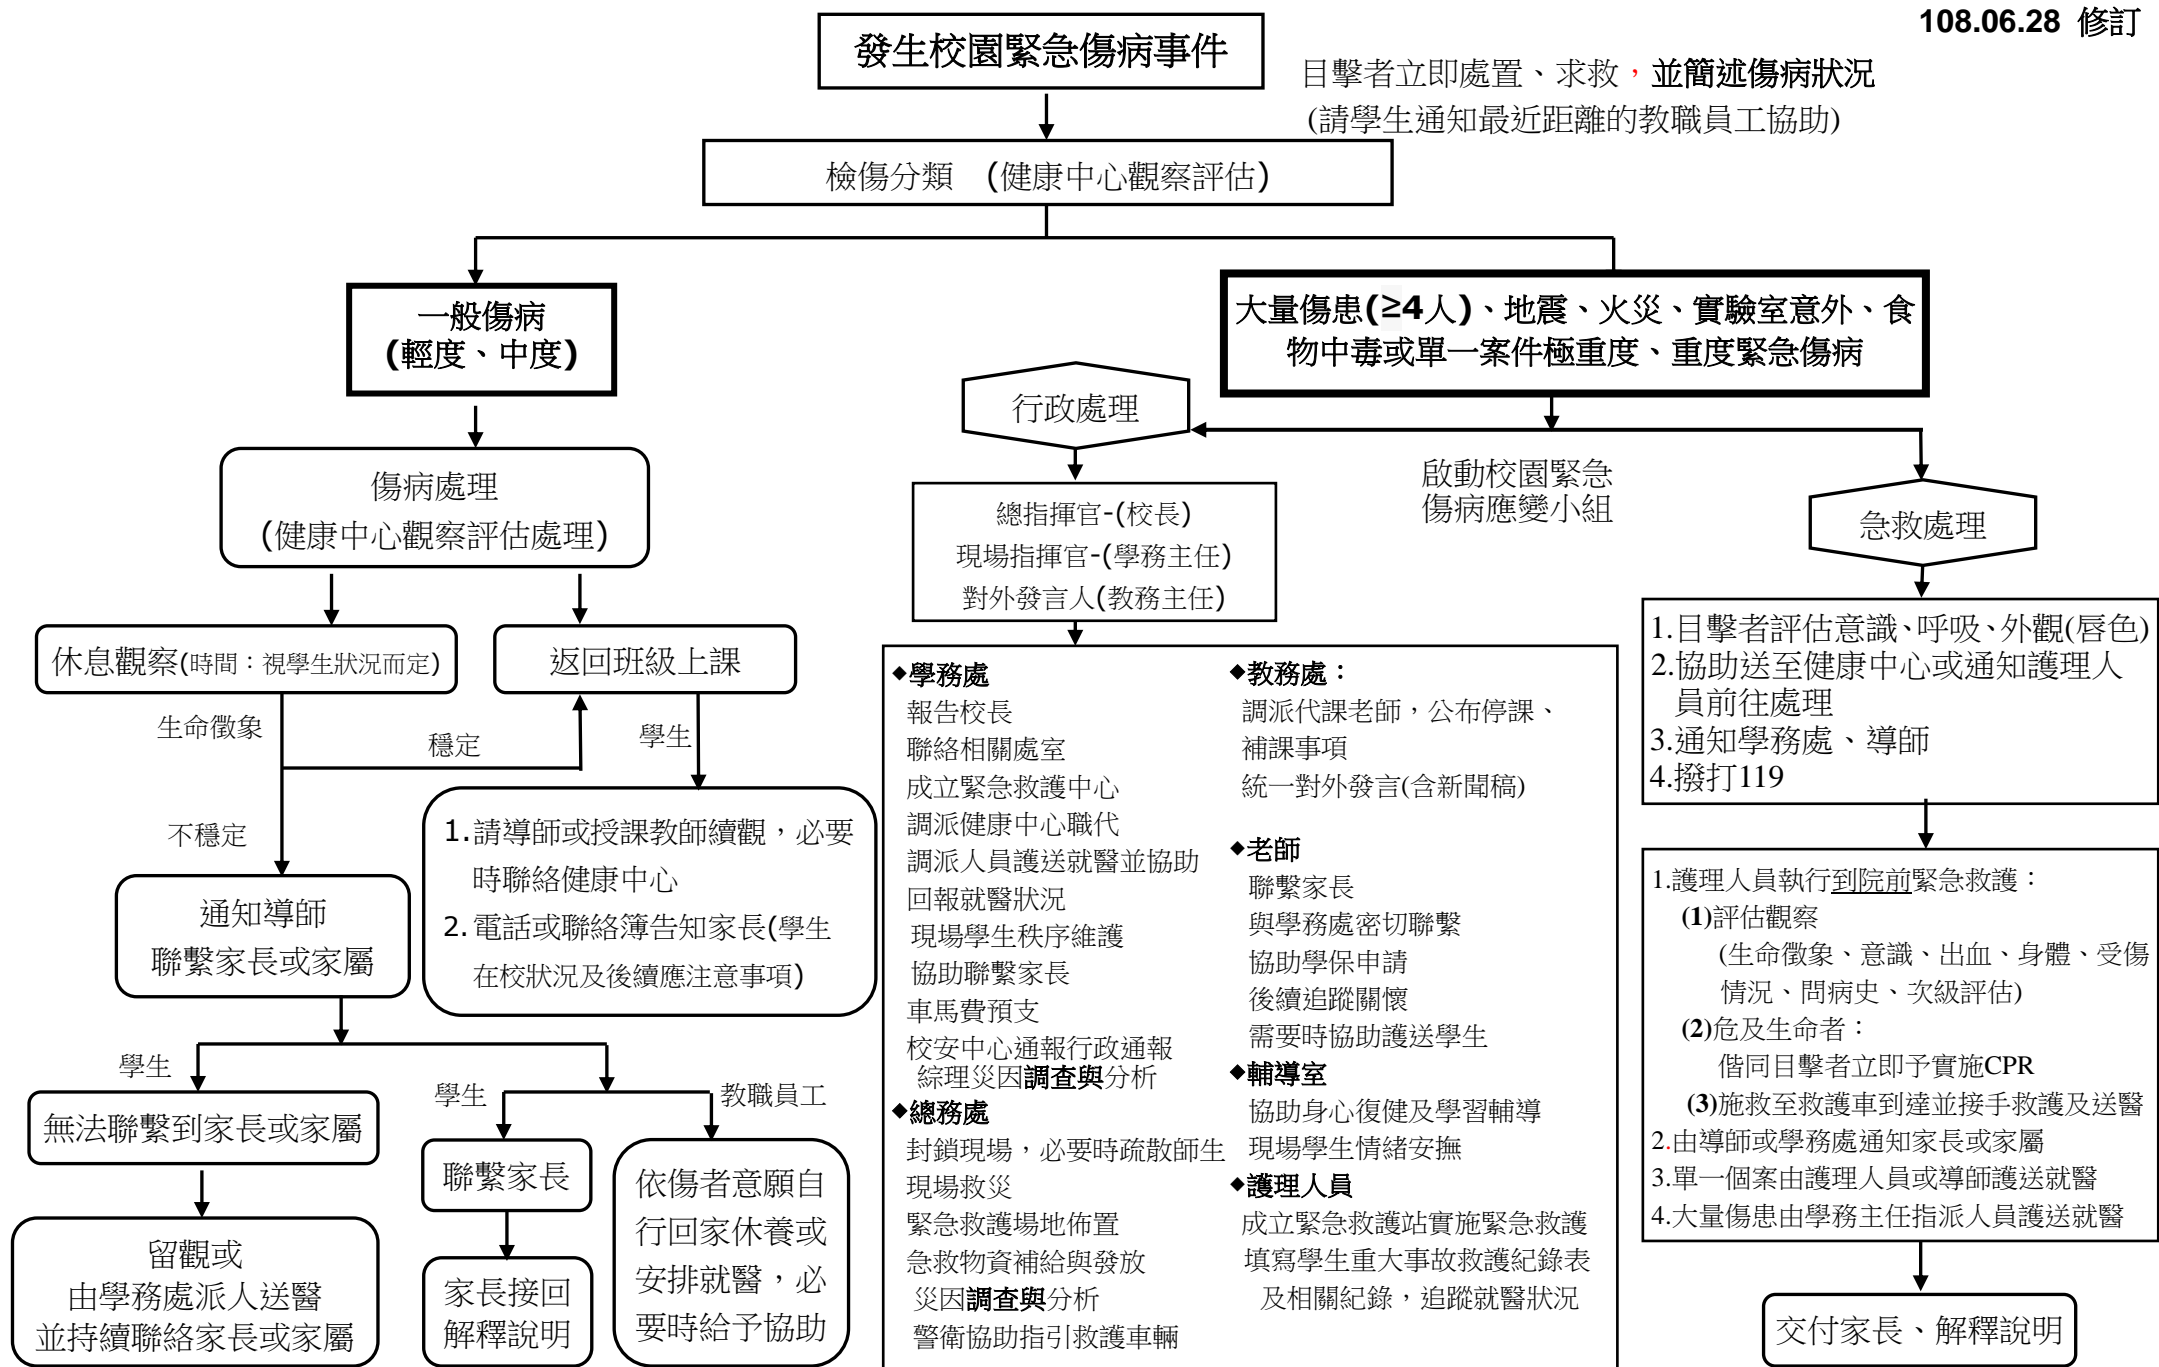 108.06.28 修訂
發生校園緊急傷病事件
目擊者立即處置、求救，並簡述傷病狀況
(請學生通知最近距離的教職員工協助)
檢傷分類 (健康中心觀察評估)
一般傷病
(輕度、中度)
大量傷患(≥4人)、地震、火災、實驗室意外、食
物中毒或單一案件極重度、重度緊急傷病
傷病處理
(健康中心觀察評估處理)
休息觀察(時間：視學生狀況而定)
返回班級上課
生命徵象
穩定
學生
不穩定
1.請導師或授課教師續觀，必要
時聯絡健康中心
2.電話或聯絡簿告知家長(學生
在校狀況及後續應注意事項)
通知導師
聯繫家長或家屬
學生
學生
教職員工
無法聯繫到家長或家屬
聯繫家長
依傷者意願自
行回家休養或
安排就醫，必
要時給予協助
留觀或
由學務處派人送醫
並持續聯絡家長或家屬
家長接回
解釋說明
行政處理
啟動校園緊急
傷病應變小組
總指揮官-(校長)
現場指揮官-(學務主任)
對外發言人(教務主任)
◆學務處
報告校長
聯絡相關處室
成立緊急救護中心
調派健康中心職代
調派人員護送就醫並協助
回報就醫狀況
現場學生秩序維護
協助聯繫家長
車馬費預支
校安中心通報行政通報
綜理災因調查與分析
◆總務處
封鎖現場，必要時疏散師生
現場救災
緊急救護場地佈置
急救物資補給與發放
災因調查與分析
警衛協助指引救護車輛
◆教務處：
調派代課老師，公布停課、
補課事項
統一對外發言(含新聞稿)
◆老師
聯繫家長
與學務處密切聯繫
協助學保申請
後續追蹤關懷
需要時協助護送學生
◆輔導室
協助身心復健及學習輔導
現場學生情緒安撫
◆護理人員
成立緊急救護站實施緊急救護
填寫學生重大事故救護紀錄表
及相關紀錄，追蹤就醫狀況
急救處理
1.目擊者評估意識、呼吸、外觀(唇色)
2.協助送至健康中心或通知護理人
員前往處理
3.通知學務處、導師
4.撥打119
1.護理人員執行到院前緊急救護：
(1)評估觀察
(生命徵象、意識、出血、身體、受傷
情況、問病史、次級評估)
(2)危及生命者：
偕同目擊者立即予實施CPR
(3)施救至救護車到達並接手救護及送醫
2.由導師或學務處通知家長或家屬
3.單一個案由護理人員或導師護送就醫
4.大量傷患由學務主任指派人員護送就醫
交付家長、解釋說明